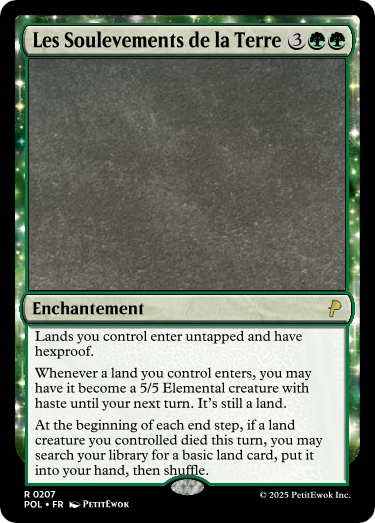 Les Soulevements de la Terre 3
Enchantement
Lands you control enter untapped and have
hexproof.
Whenever a land you control enters, you may
have it become a 5/5 Elemental creature with
haste until your next turn. It's still a land.
At the beginning of each end step, if a land
creature you controlled died this turn, you may
search your library for a basic land card, put it
into your hand, then shuffle.
R 0207
POL • FR PETITEWOK
© 2025 PetitEwok Inc.